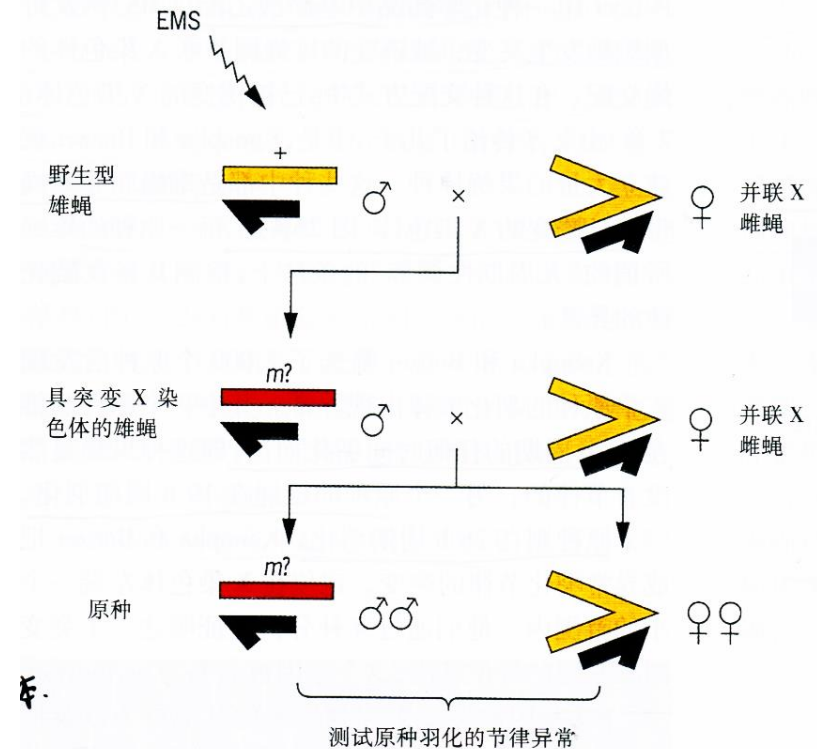 EMS
+
野生型
雄蝇
♂
×
♀
并联 X
雌蝇
m?
具突变 X 染
色体的雄蝇
♂
×
♀
并联 X
雌蝇
m?
原种
♂♂
♀♀
测试原种羽化的节律异常